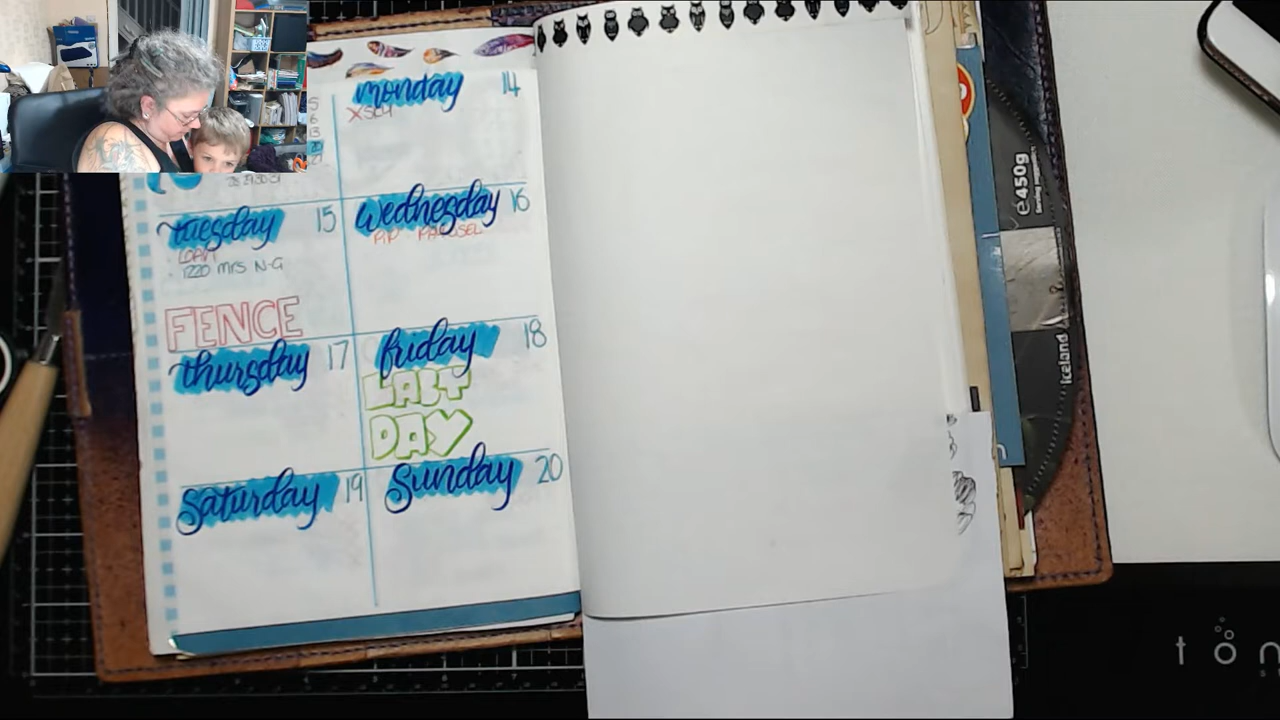 monday 14
tuesday 15
LOAN
1220 MRS N-G
FENCE
wednesday 16
PIP
thursday 17
friday 18
LAST
DAY
saturday 19
sunday 20
e450g
Iceland